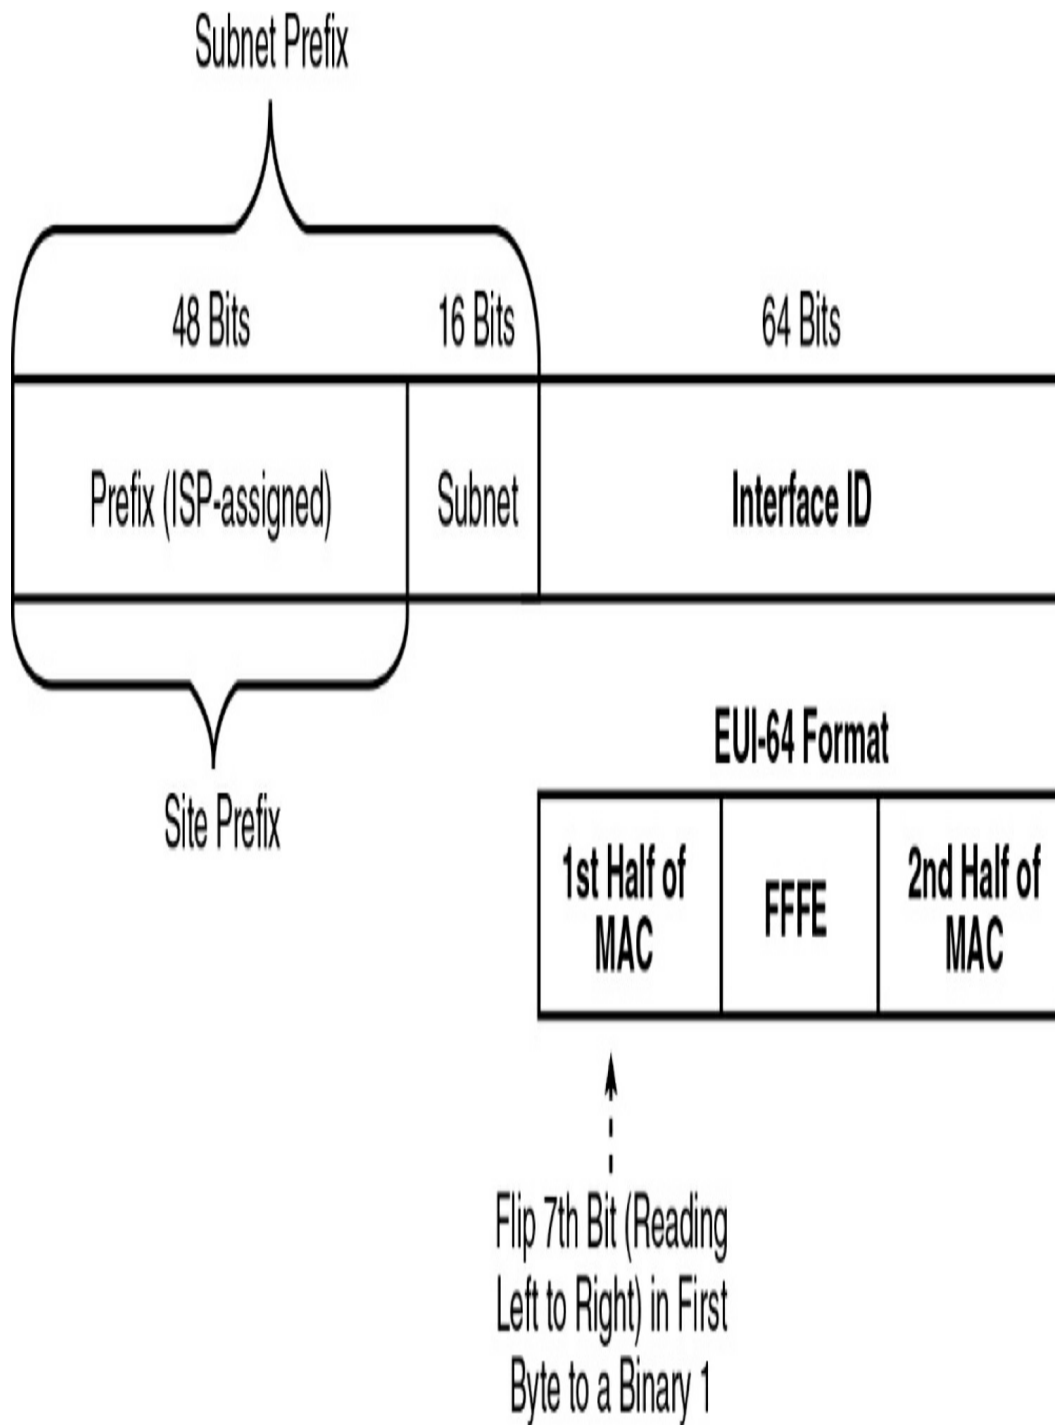 Subnet Prefix
48 Bits
16 Bits
64 Bits
Prefix (ISP-assigned)
Subnet
Interface ID
Site Prefix
EUI-64 Format
1st Half of
MAC
FFFE
2nd Half of
MAC
Flip 7th Bit (Reading
Left to Right) in First
Byte to a Binary 1